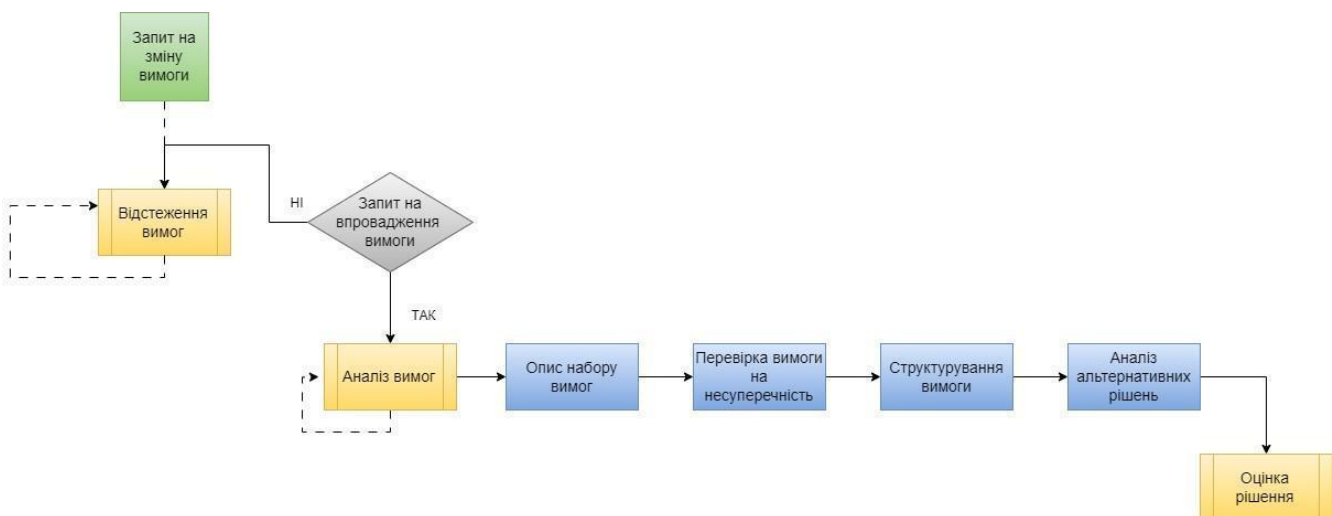 Запит на
зміну
вимоги
Відстеження
вимог
НІ
Запит на
впровадження
вимоги
ТАК
Аналіз вимог
Опис набору
вимог
Перевірка вимоги
на
несуперечність
Структурування
вимоги
Аналіз
альтернативних
рішень
Оцінка
рішення